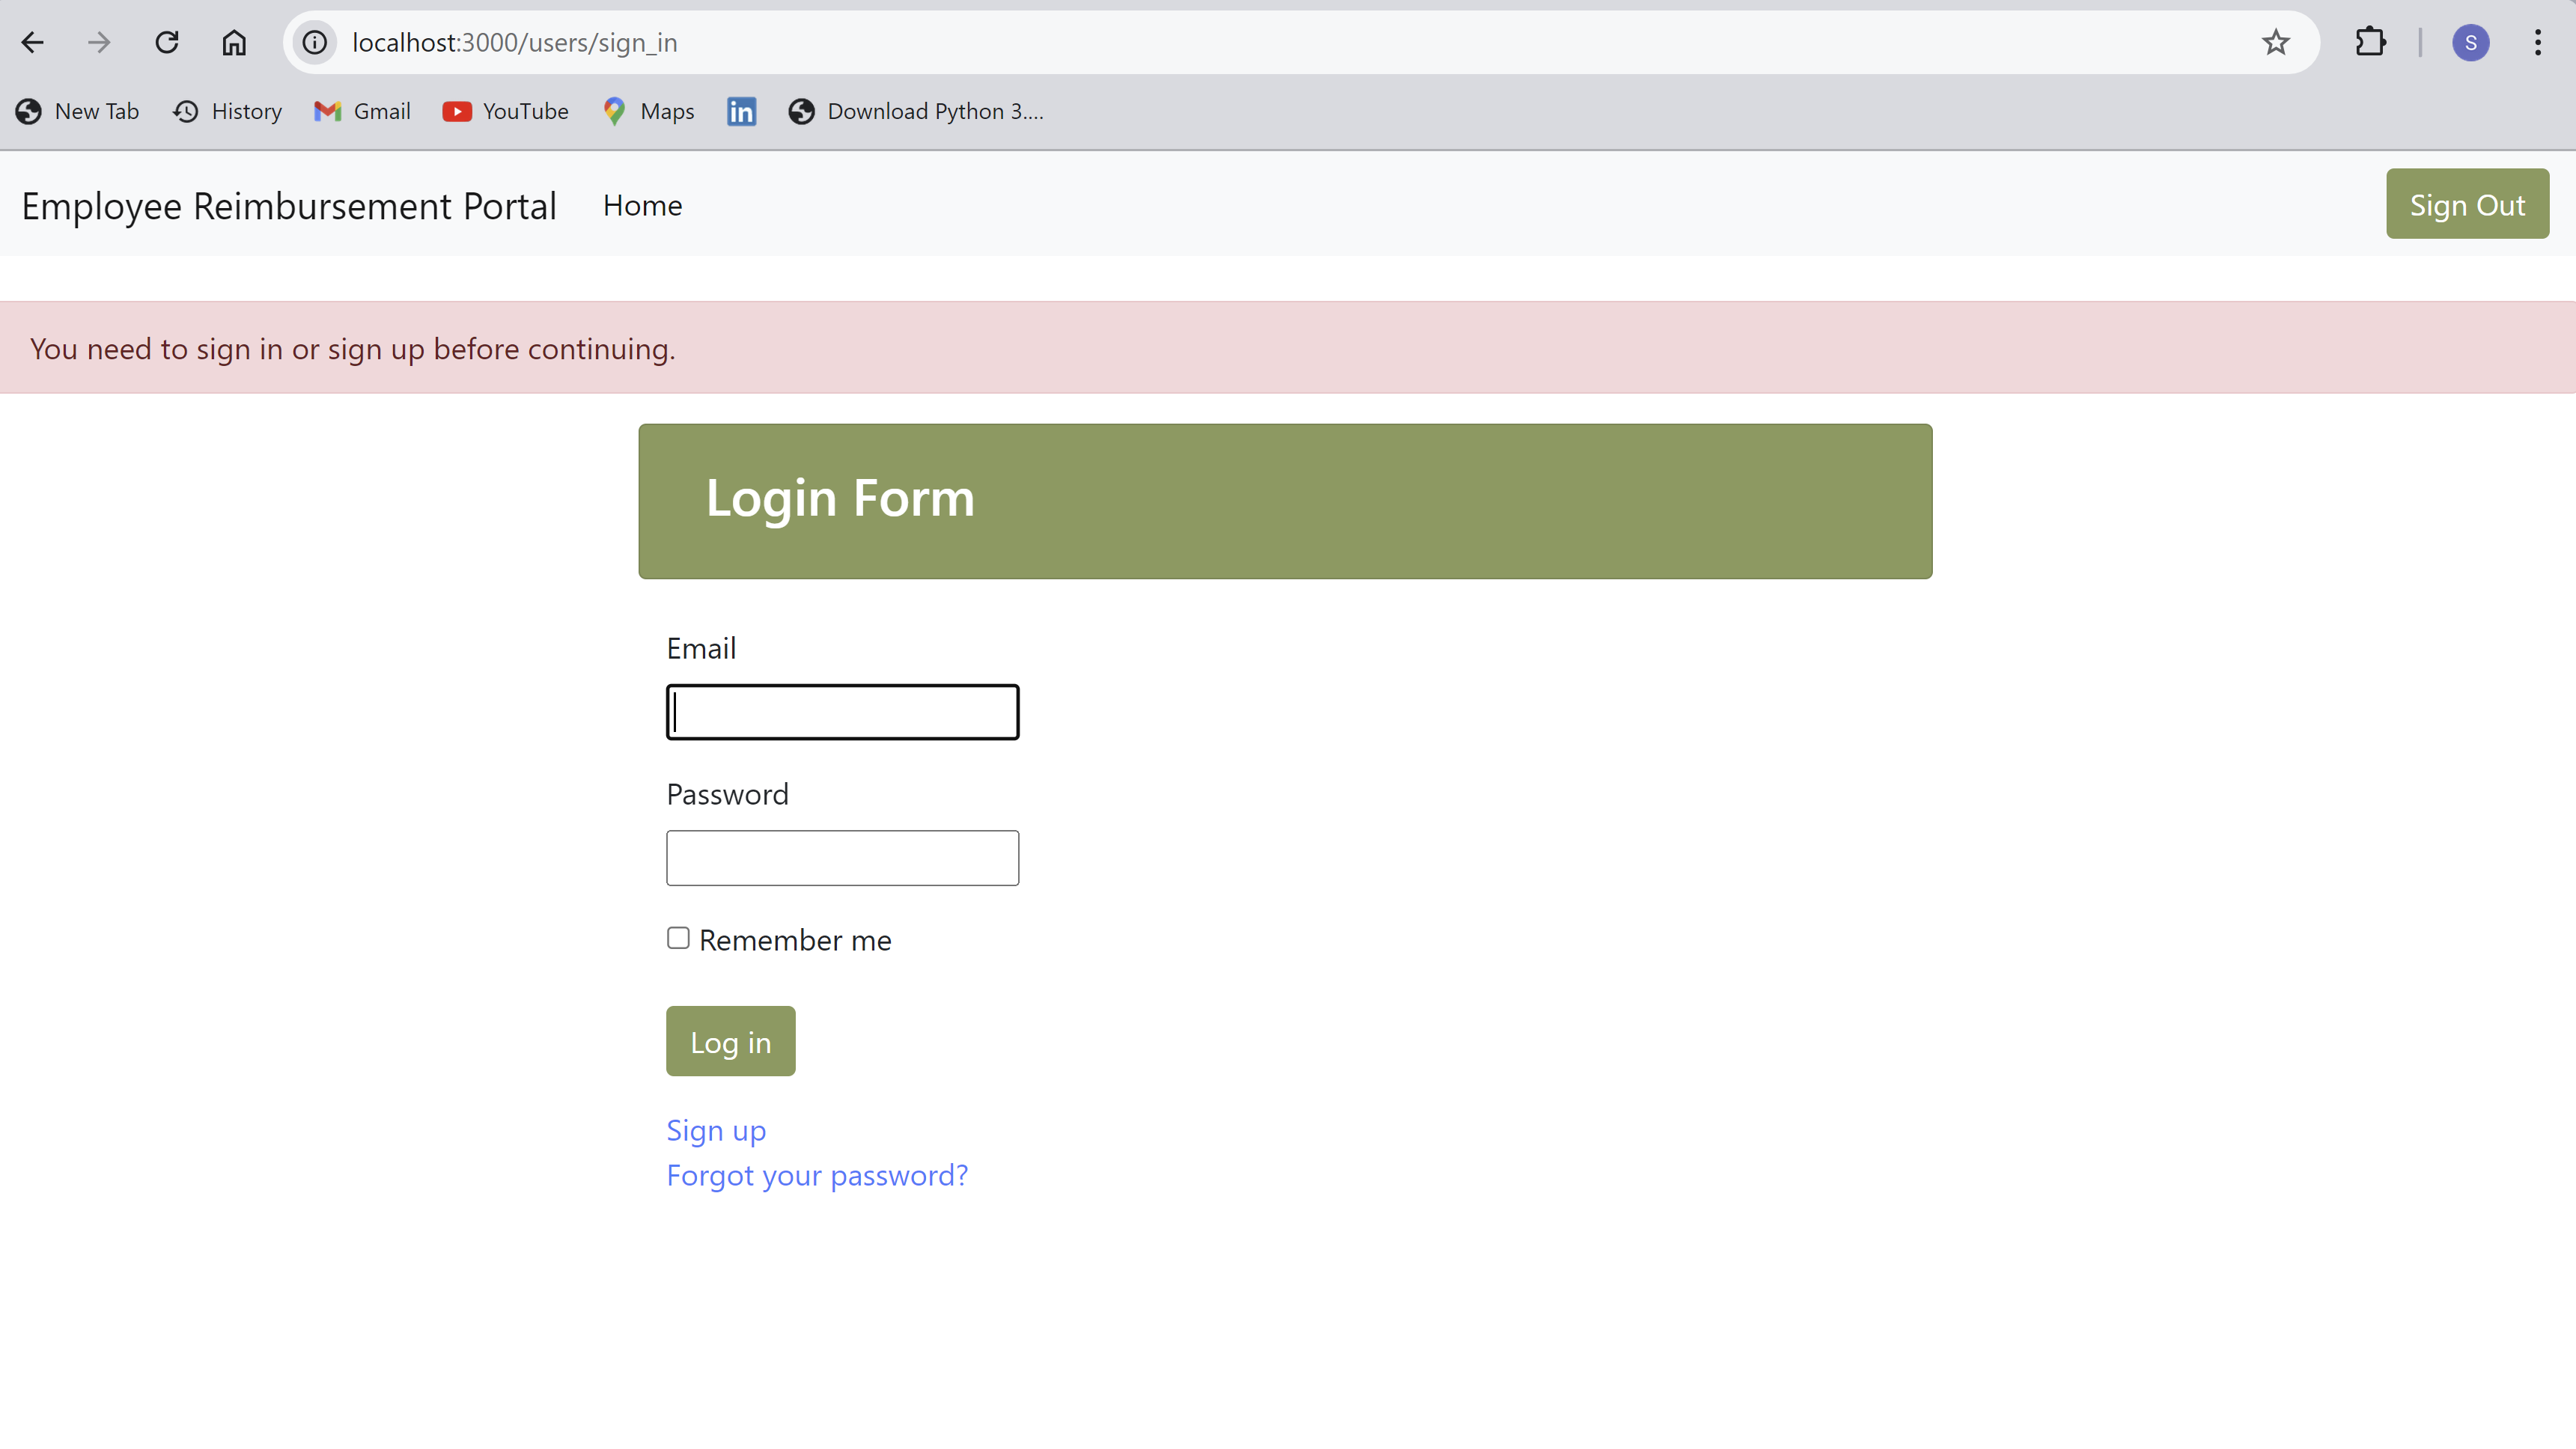 localhost:3000/users/sign_in
S
New Tab History Gmail YouTube Maps in Download Python 3....
Employee Reimbursement Portal Home Sign Out
You need to sign in or sign up before continuing.
Login Form
Email
Password
Remember me
Log in
Sign up
Forgot your password?